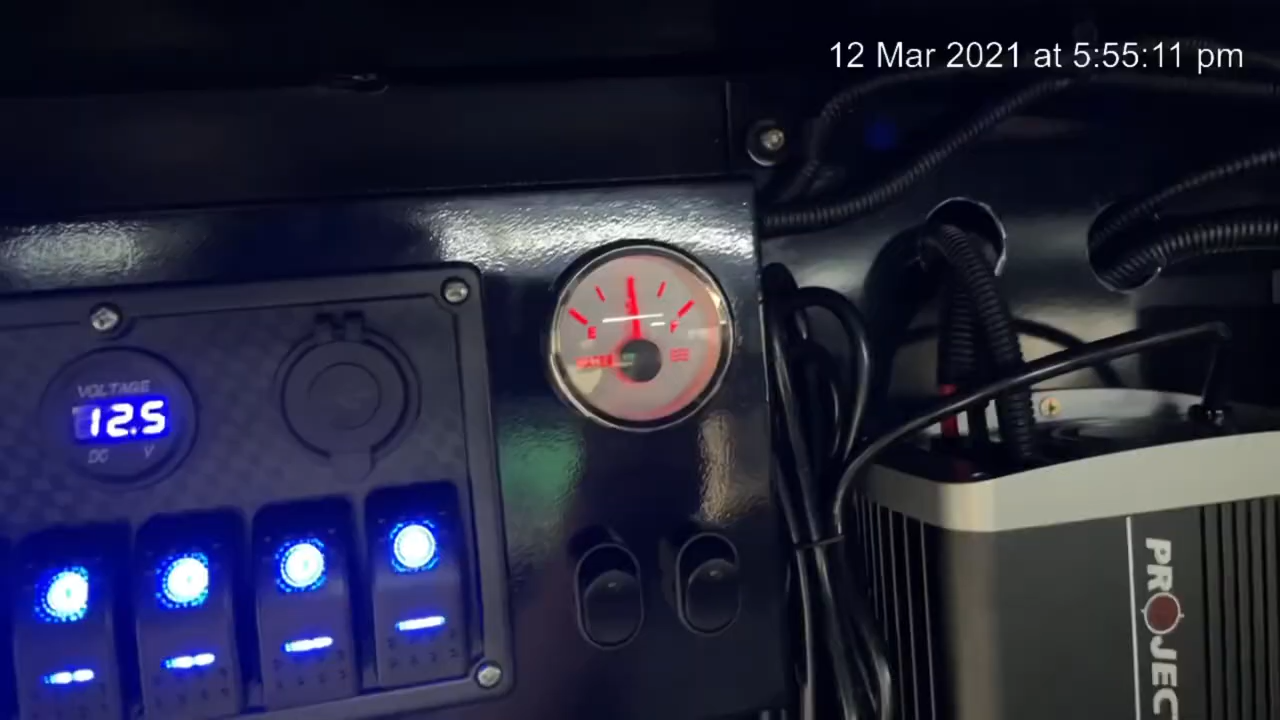 12 Mar 2021 at 5:55:11 pm
VOLTAGE
12.5
DC V
E
F
WATER
PROJEC